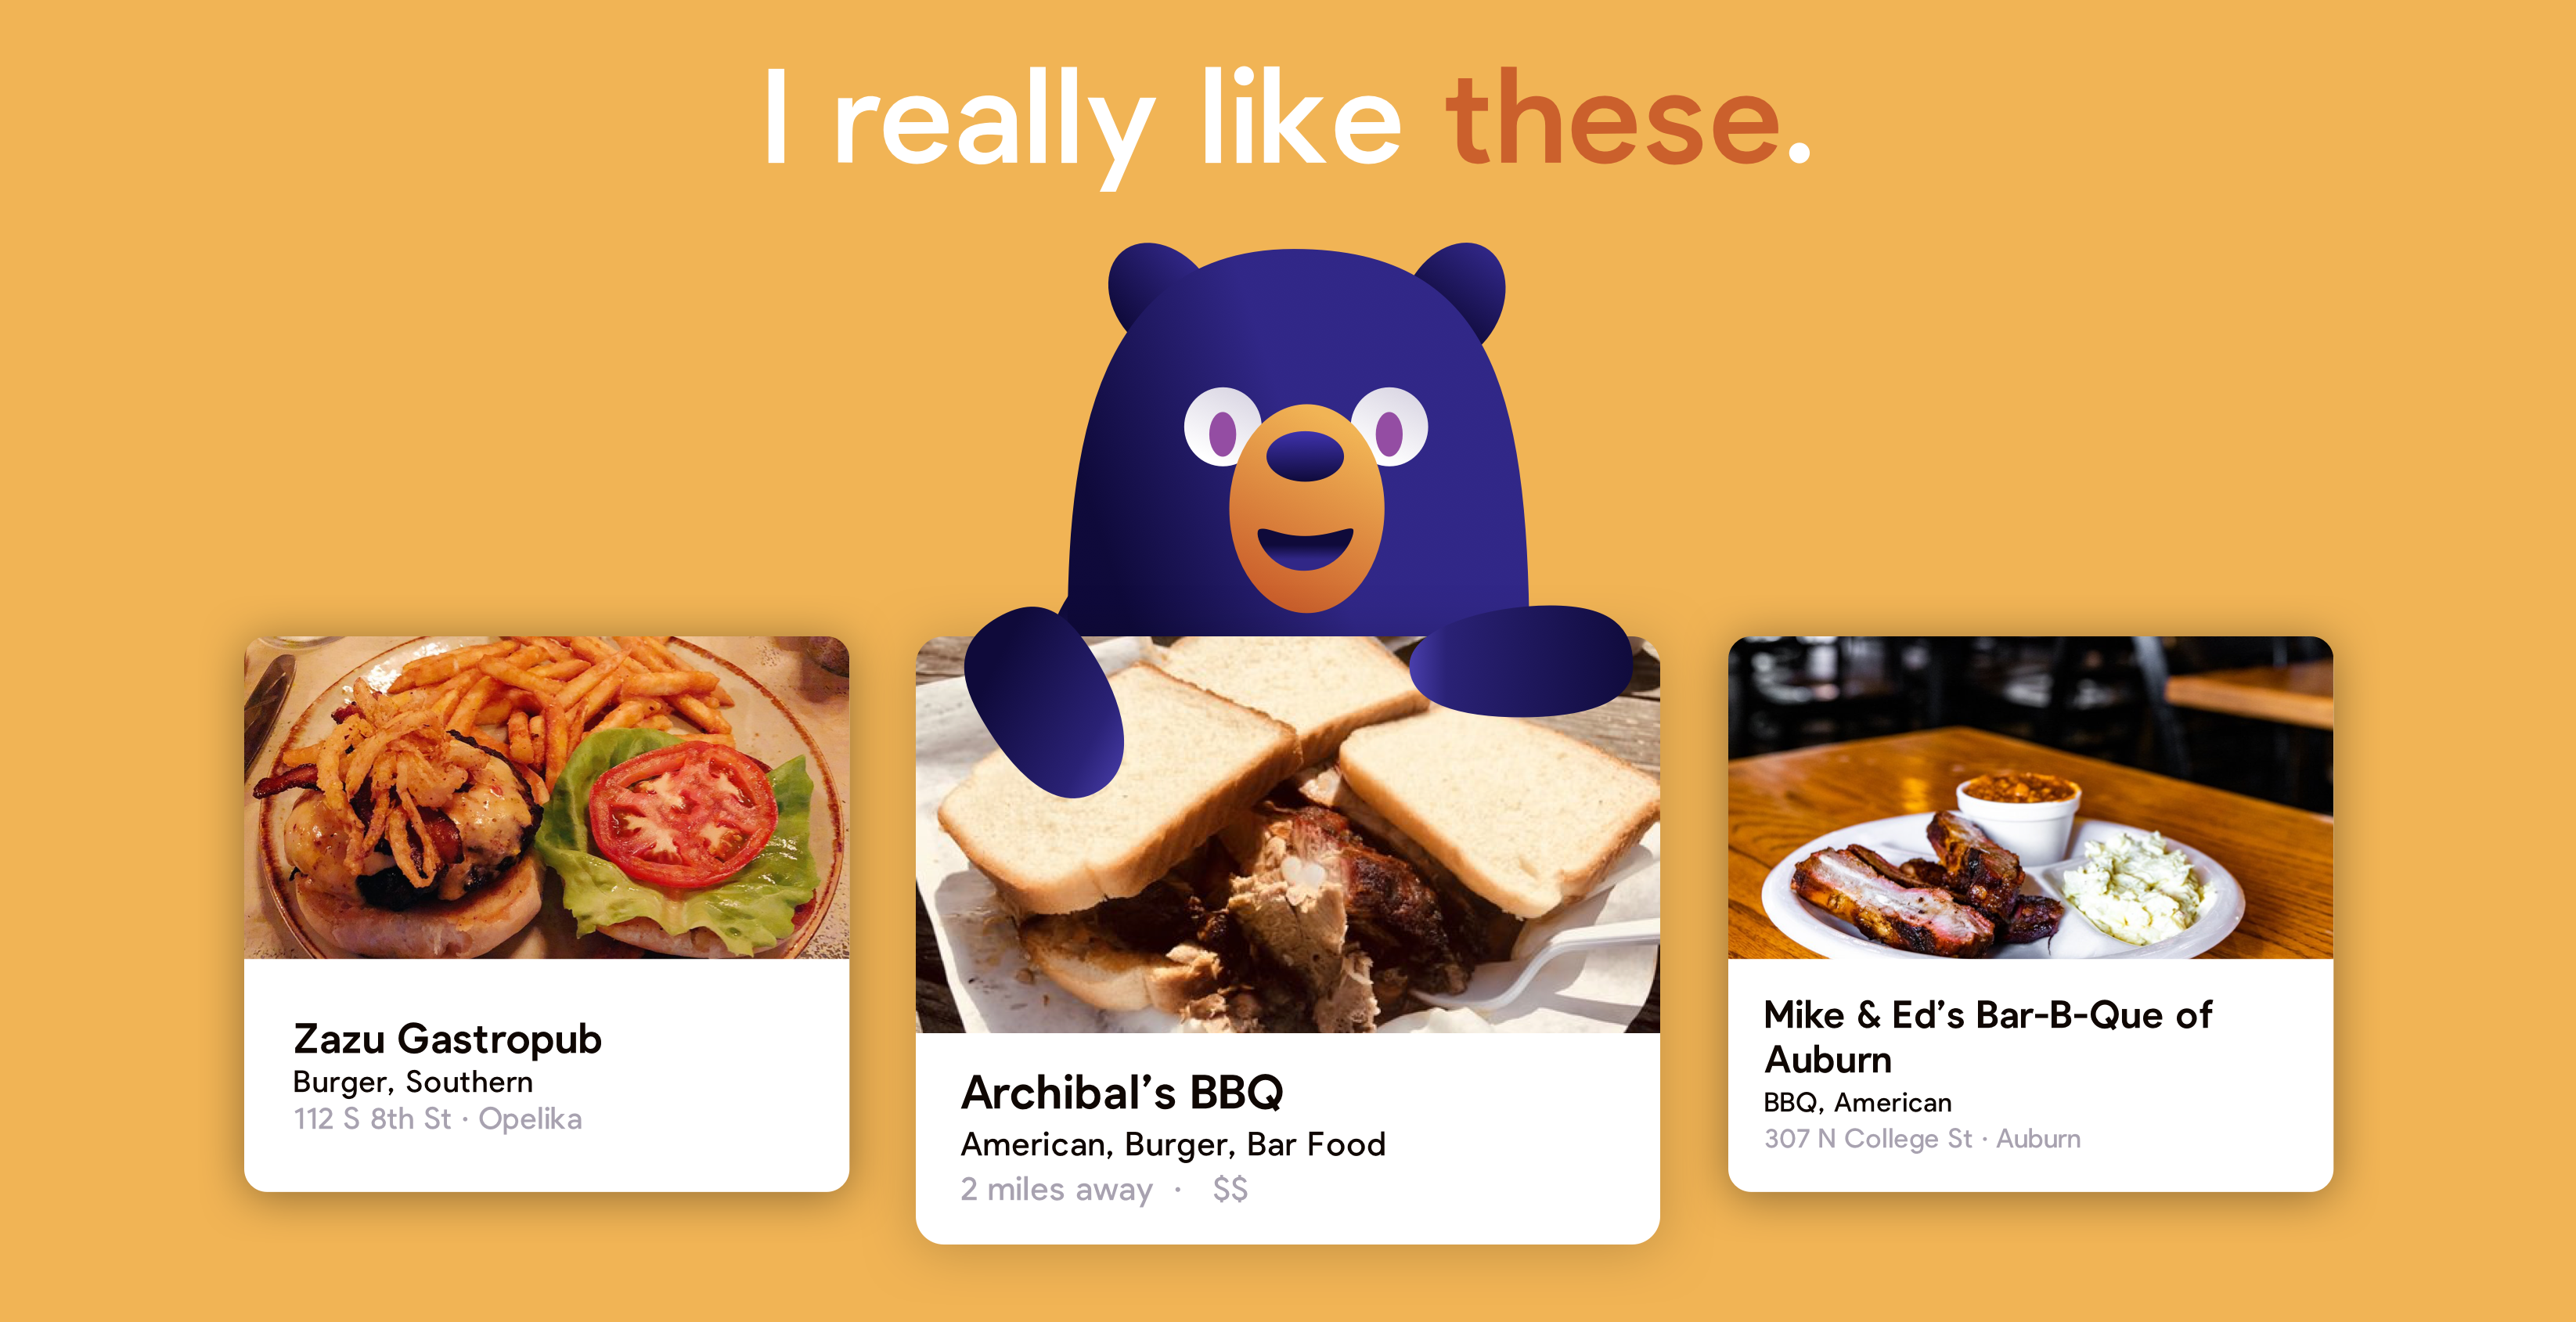 I really like these.
Zazu Gastropub
Burger, Southern
112 S 8th St · Opelika
Archibal’s BBQ
American, Burger, Bar Food
2 miles away · $$
Mike & Ed’s Bar-B-Que of
Auburn
BBQ, American
307 N College St · Auburn